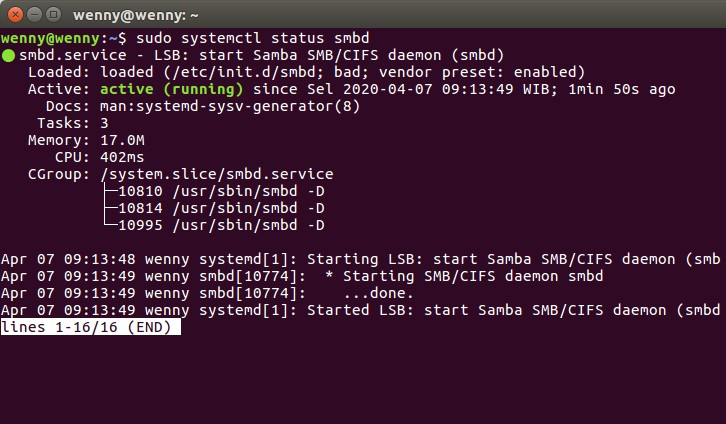 wenny@wenny: ~
wenny@wenny:~$ sudo systemctl status smbd
● smbd.service - LSB: start Samba SMB/CIFS daemon (smbd)
   Loaded: loaded (/etc/init.d/smbd; bad; vendor preset: enabled)
   Active: active (running) since Sel 2020-04-07 09:13:49 WIB; 1min 50s ago
     Docs: man:systemd-sysv-generator(8)
    Tasks: 3
   Memory: 17.0M
      CPU: 402ms
   CGroup: /system.slice/smbd.service
           ├─10810 /usr/sbin/smbd -D
           ├─10814 /usr/sbin/smbd -D
           └─10995 /usr/sbin/smbd -D

Apr 07 09:13:48 wenny systemd[1]: Starting LSB: start Samba SMB/CIFS daemon (smb
Apr 07 09:13:49 wenny smbd[10774]:  * Starting SMB/CIFS daemon smbd
Apr 07 09:13:49 wenny smbd[10774]:    ...done.
Apr 07 09:13:49 wenny systemd[1]: Started LSB: start Samba SMB/CIFS daemon (smbd
lines 1-16/16 (END)